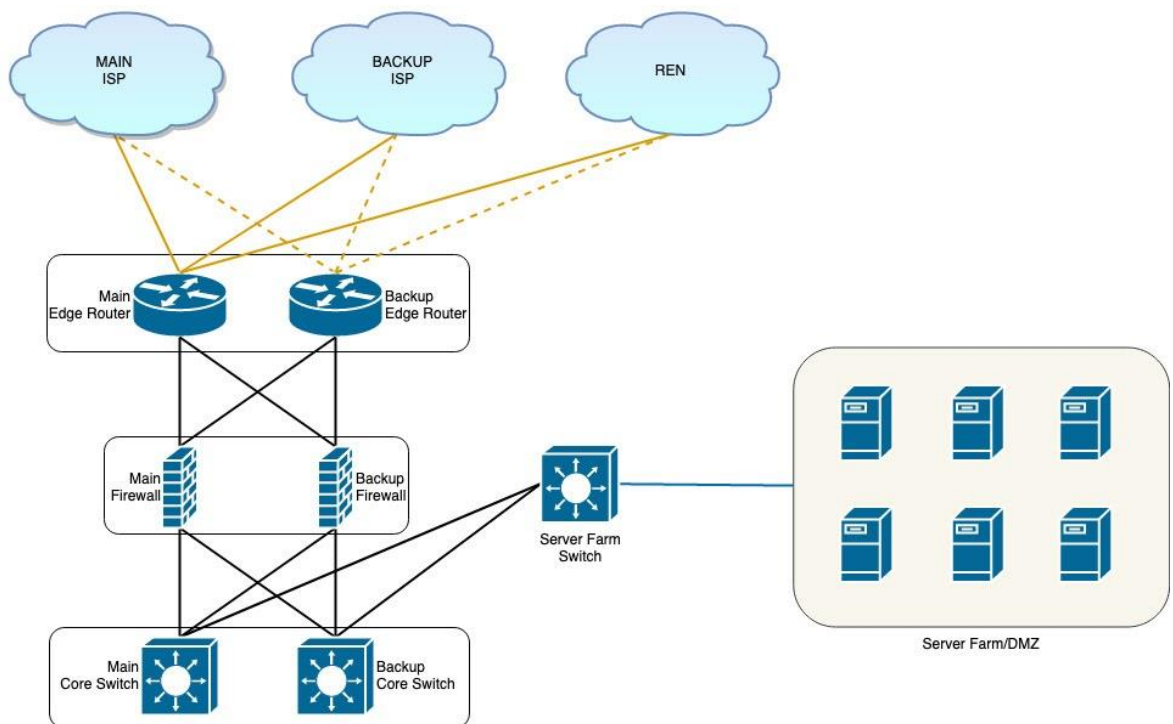 MAIN
ISP
BACKUP
ISP
REN
Main
Edge Router
Backup
Edge Router
Main
Firewall
Backup
Firewall
Server Farm
Switch
Server Farm/DMZ
Main
Core Switch
Backup
Core Switch